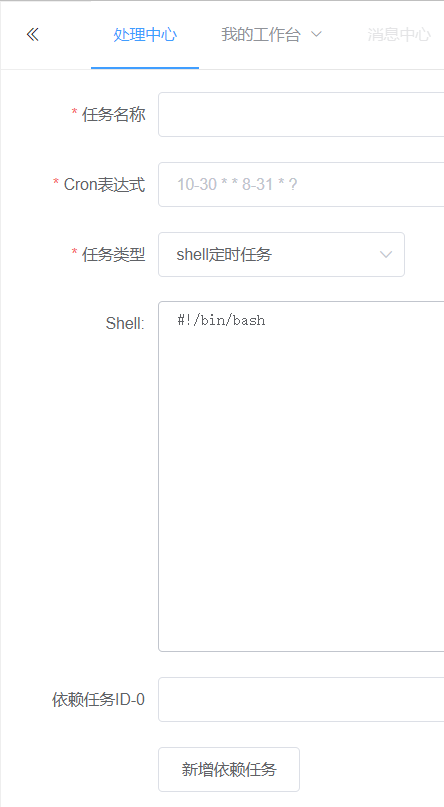 处理中心 我的工作台 消息中心
* 任务名称
* Cron表达式 10-30 * * 8-31 * ?
* 任务类型 shell定时任务
Shell: #!/bin/bash
依赖任务ID-0
新增依赖任务